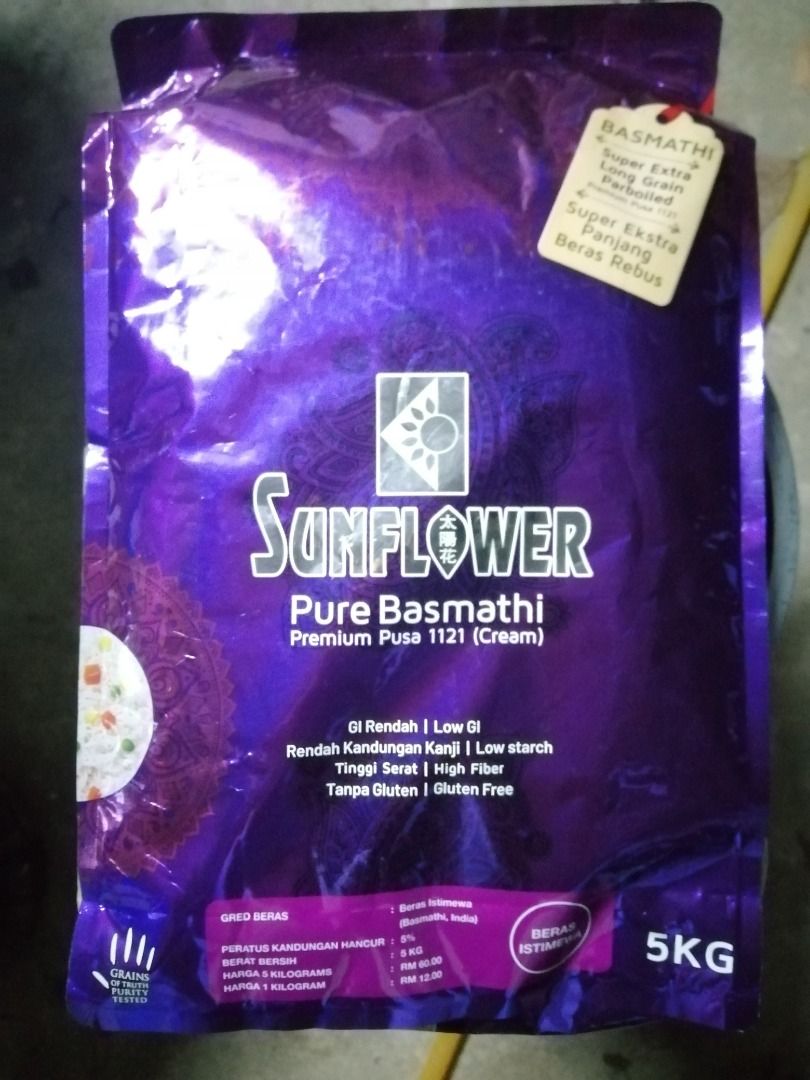 BASMATHI
Super Extra
Long Grain
Parboiled
Premium Pusa 1121
Super Ekstra
Panjang
Beras Rebus
SUNFLOWER
太陽花
Pure Basmathi
Premium Pusa 1121 (Cream)
GI Rendah | Low GI
Rendah Kandungan Kanji | Low starch
Tinggi Serat | High Fiber
Tanpa Gluten | Gluten Free
GRED BERAS : Beras Istimewa
(Basmathi, India)
PERATUS KANDUNGAN HANCUR : 5%
BERAT BERSIH : 5 KG
HARGA 5 KILOGRAMS : RM 60.00
HARGA 1 KILOGRAM : RM 12.00
BERAS
ISTIMEWA
5KG
GRAINS
OF TRUTH
PURITY
TESTED